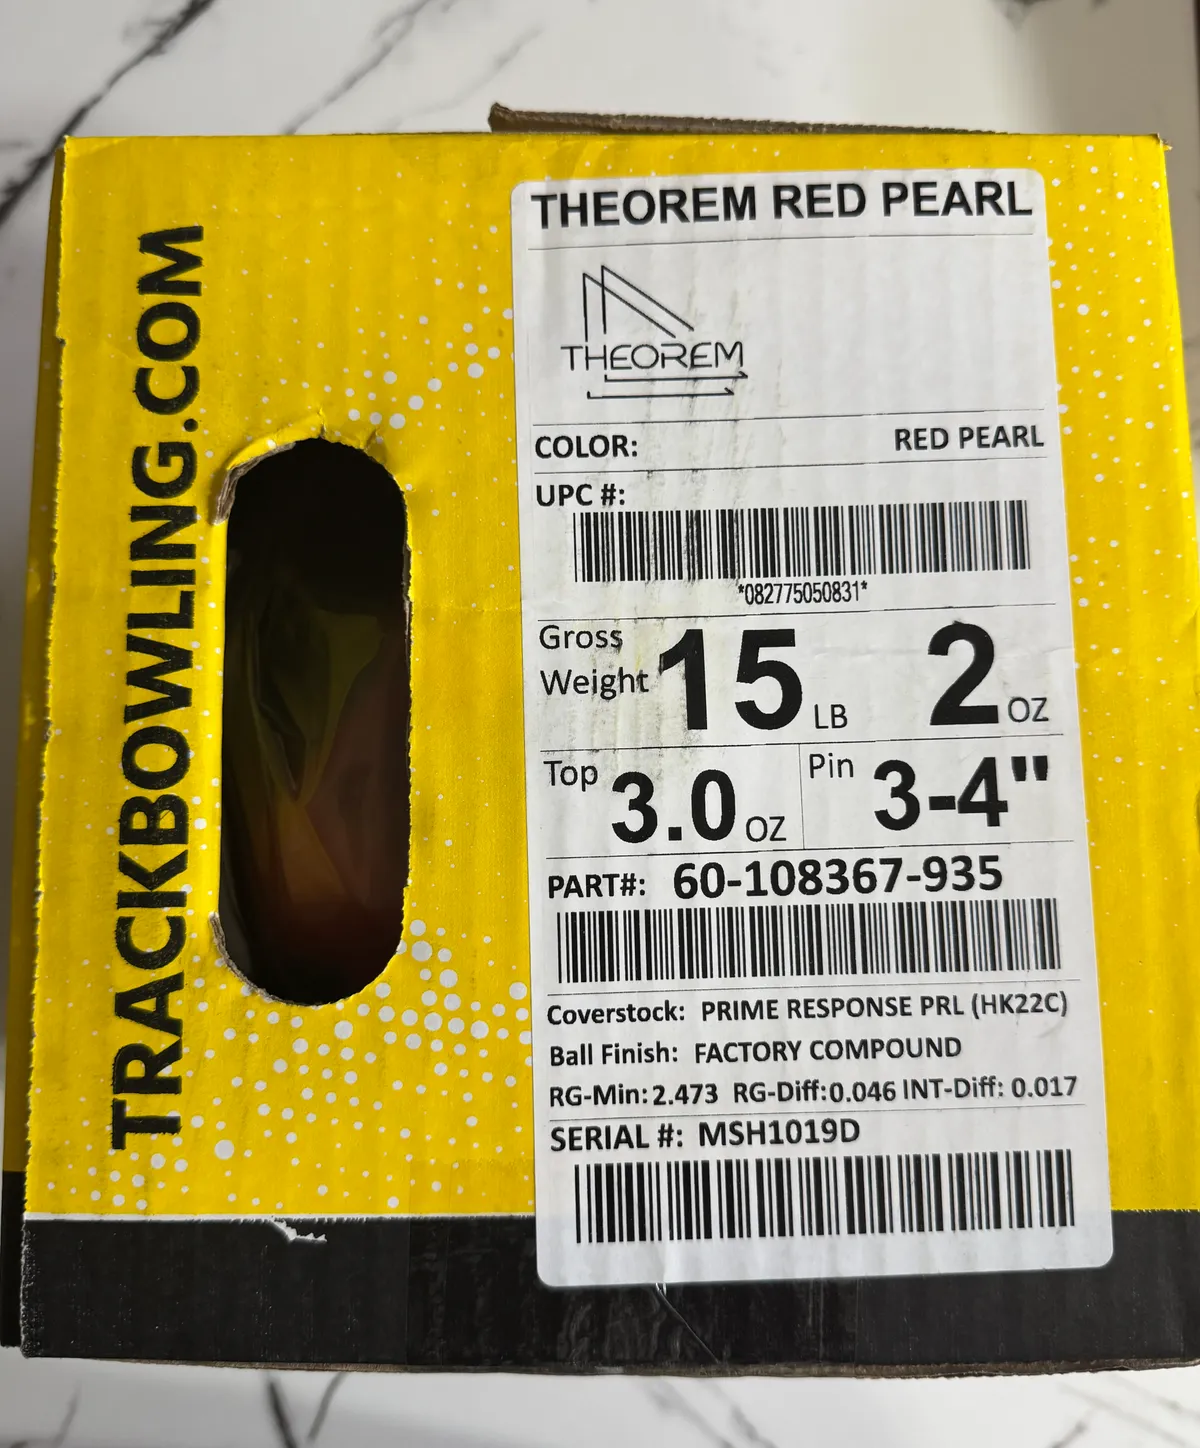 TRACKBOWLING.COM
THEOREM RED PEARL
THEOREM
COLOR: RED PEARL
UPC #:
*082775050831*
Gross Weight 15 LB 2 OZ
Top 3.0 OZ Pin 3-4"
PART#: 60-108367-935
Coverstock: PRIME RESPONSE PRL (HK22C)
Ball Finish: FACTORY COMPOUND
RG-Min: 2.473 RG-Diff:0.046 INT-Diff: 0.017
SERIAL #: MSH1019D